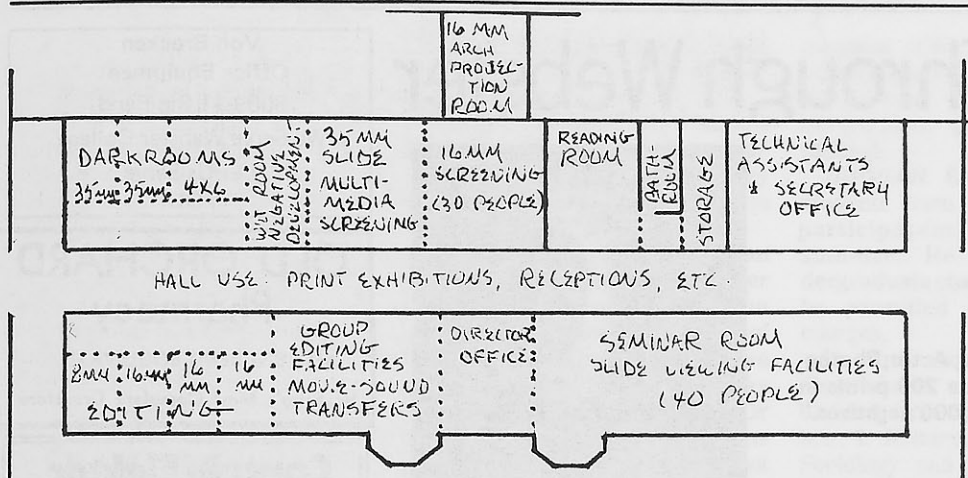 16 MM
ARCH
PROJEC-
TION
ROOM
DARKROOMS
35mm 35mm 4X6
WET ROOM
NEGATIVE
DEVELOPMENT
35 MM
SLIDE
MULTI-
MEDIA
SCREENING
16MM
SCREENING
(30 PEOPLE)
READING
ROOM
BATH-
ROOM
STORAGE
TECHNICAL
ASSISTANTS
& SECRETARY
OFFICE
HALL USE: PRINT EXHIBITIONS, RECEPTIONS, ETC.
8MM 16MM 16 MM 16 MM
EDITING
GROUP
EDITING
FACILITIES
MOVIE-SOUND
TRANSFERS
DIRECTOR
OFFICE
SEMINAR ROOM
SLIDE VIEWING FACILITIES
(40 PEOPLE)